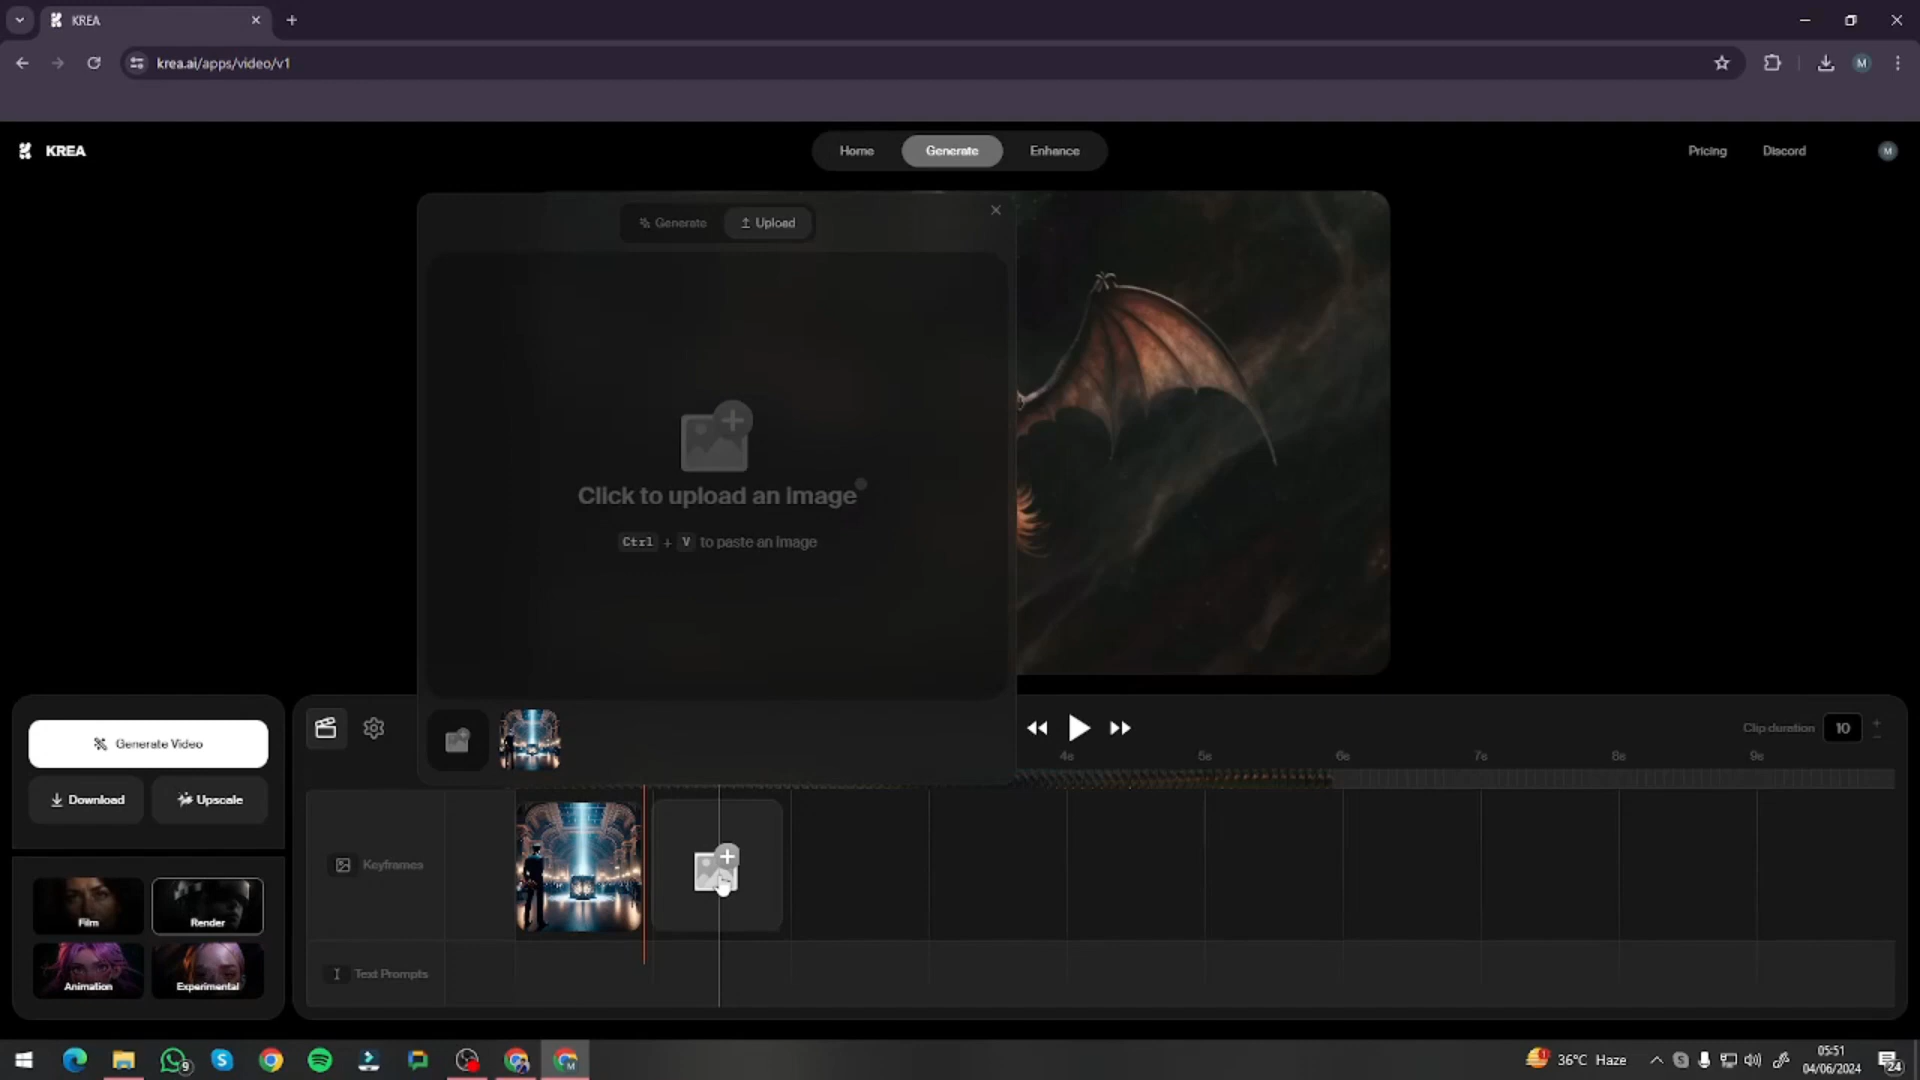 KREA
krea.ai/apps/video/v1
M
KREA
Home
Generate
Enhance
Pricing
Discord
M
Generate
Upload
Click to upload an image
Ctrl + V to paste an image
Generate Video
Download
Upscale
Film
Render
Animation
Experimental
Clip duration 10
4s 5s 6s 7s 8s 9s
Keyframes
Text Prompts
9
M
36°C Haze
05:51
04/06/2024
24